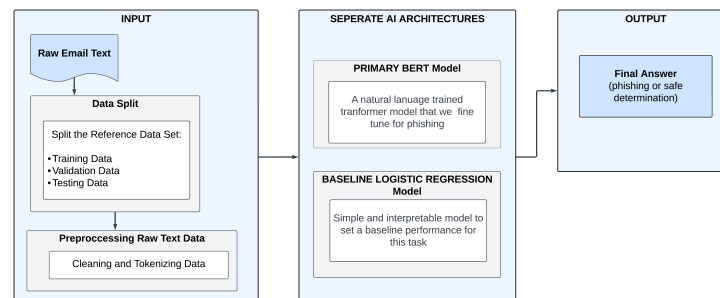 INPUT
Raw Email Text
Data Split
Split the Reference Data Set:
•Training Data
•Validation Data
•Testing Data
Preproccessing Raw Text Data
Cleaning and Tokenizing Data
SEPERATE AI ARCHITECTURES
PRIMARY BERT Model
A natural lanuage trained
tranformer model that we fine
tune for phishing
BASELINE LOGISTIC REGRESSION
Model
Simple and interpretable model to
set a baseline performance for
this task
OUTPUT
Final Answer
(phishing or safe
determination)